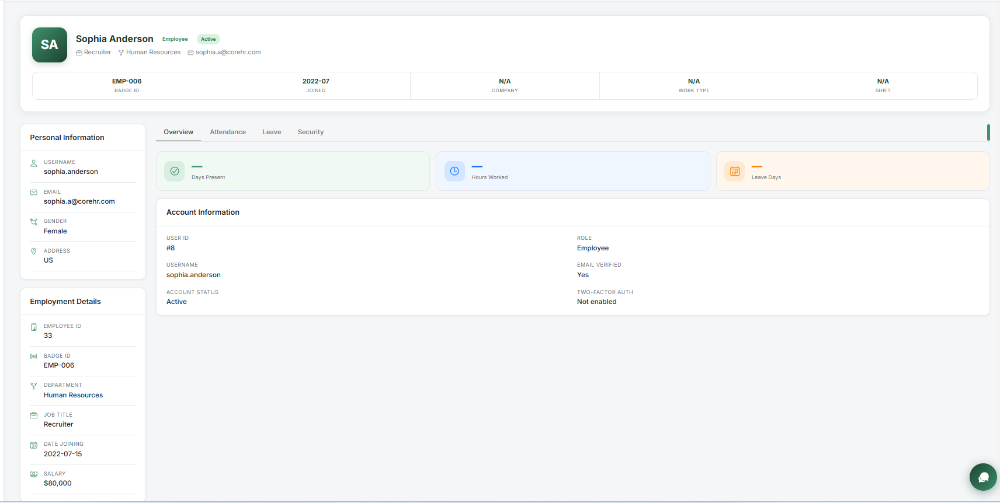 SA
Sophia Anderson Employee Active
Recruiter Human Resources sophia.a@corehr.com
EMP-006
BADGE ID
2022-07
JOINED
N/A
COMPANY
N/A
WORK TYPE
N/A
SHIFT
Personal Information
USERNAME
sophia.anderson
EMAIL
sophia.a@corehr.com
GENDER
Female
ADDRESS
US
Employment Details
EMPLOYEE ID
33
BADGE ID
EMP-006
DEPARTMENT
Human Resources
JOB TITLE
Recruiter
DATE JOINING
2022-07-15
SALARY
$80,000
Overview Attendance Leave Security
—
Days Present
—
Hours Worked
—
Leave Days
Account Information
USER ID
#8
ROLE
Employee
USERNAME
sophia.anderson
EMAIL VERIFIED
Yes
ACCOUNT STATUS
Active
TWO-FACTOR AUTH
Not enabled